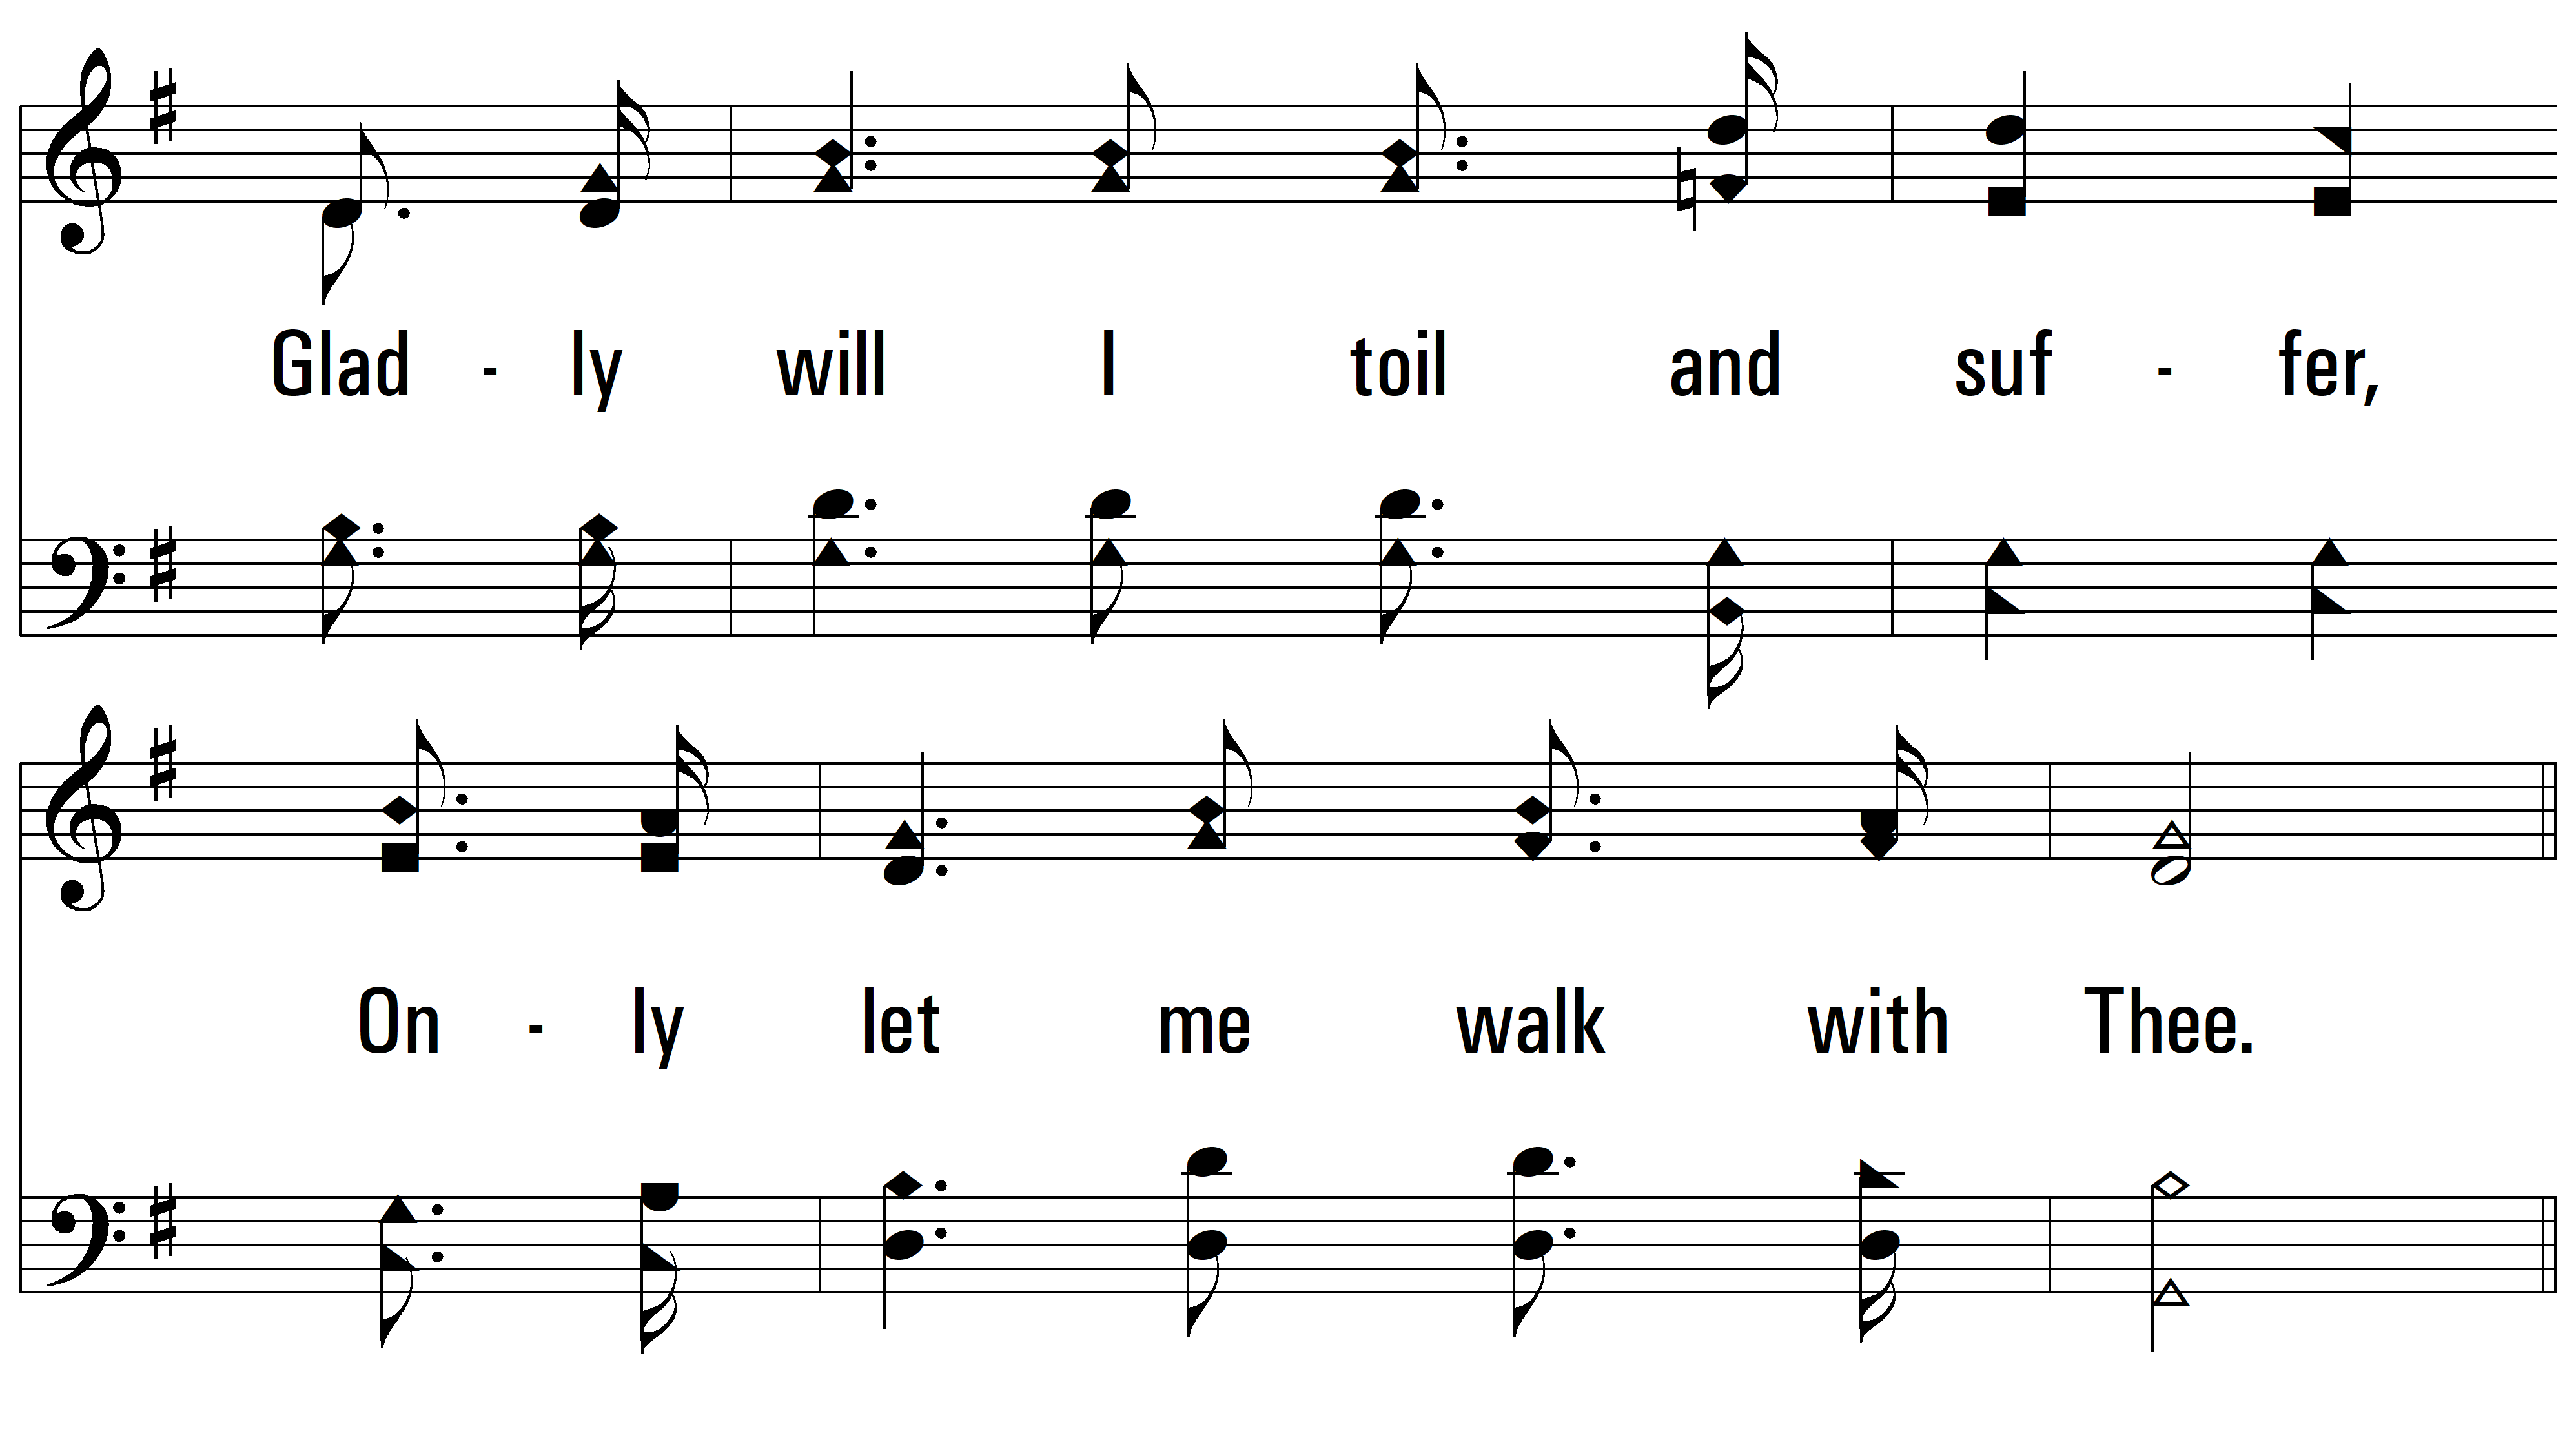 Glad - ly will I toil and suf - fer,
On - ly let me walk with Thee.